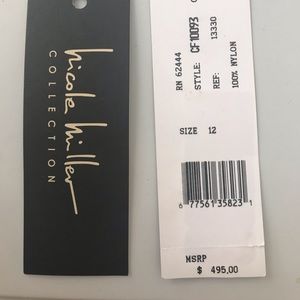 nicole miller
COLLECTION
RN 62444
STYLE: CF10093
REF: 13330
100% NYLON
SIZE 12
6 77561 35823 1
MSRP
$ 495.00